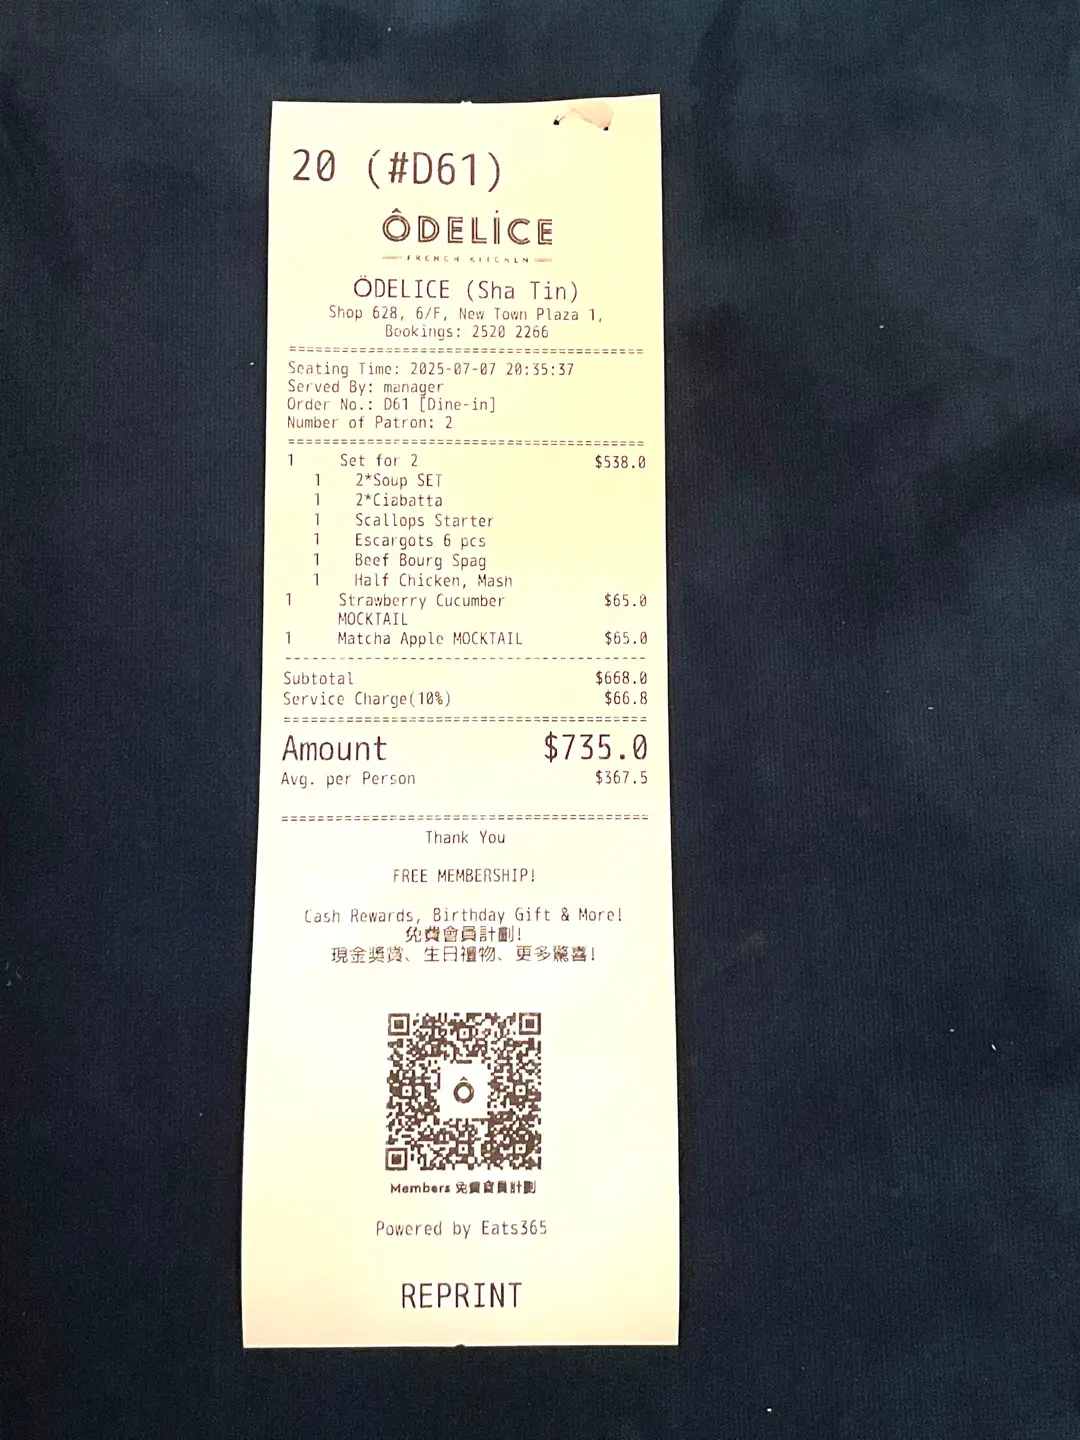 20 (#D61)
ÔDELİCE
FRENCH KITCHEN
ÖDELICE (Sha Tin)
Shop 628, 6/F, New Town Plaza 1,
Bookings: 2520 2266
========================================
Seating Time: 2025-07-07 20:35:37
Served By: manager
Order No.: D61 [Dine-in]
Number of Patron: 2
========================================
1 Set for 2 $538.0
1 2*Soup SET
1 2*Ciabatta
1 Scallops Starter
1 Escargots 6 pcs
1 Beef Bourg Spag
1 Half Chicken, Mash
1 Strawberry Cucumber $65.0
MOCKTAIL
1 Matcha Apple MOCKTAIL $65.0
----------------------------------------
Subtotal $668.0
Service Charge(10%) $66.8
========================================
Amount $735.0
Avg. per Person $367.5
========================================
Thank You
FREE MEMBERSHIP!
Cash Rewards, Birthday Gift & More!
免費會員計劃!
現金獎賞、生日禮物、更多驚喜!
Ô
Members 免費會員計劃
Powered by Eats365
REPRINT